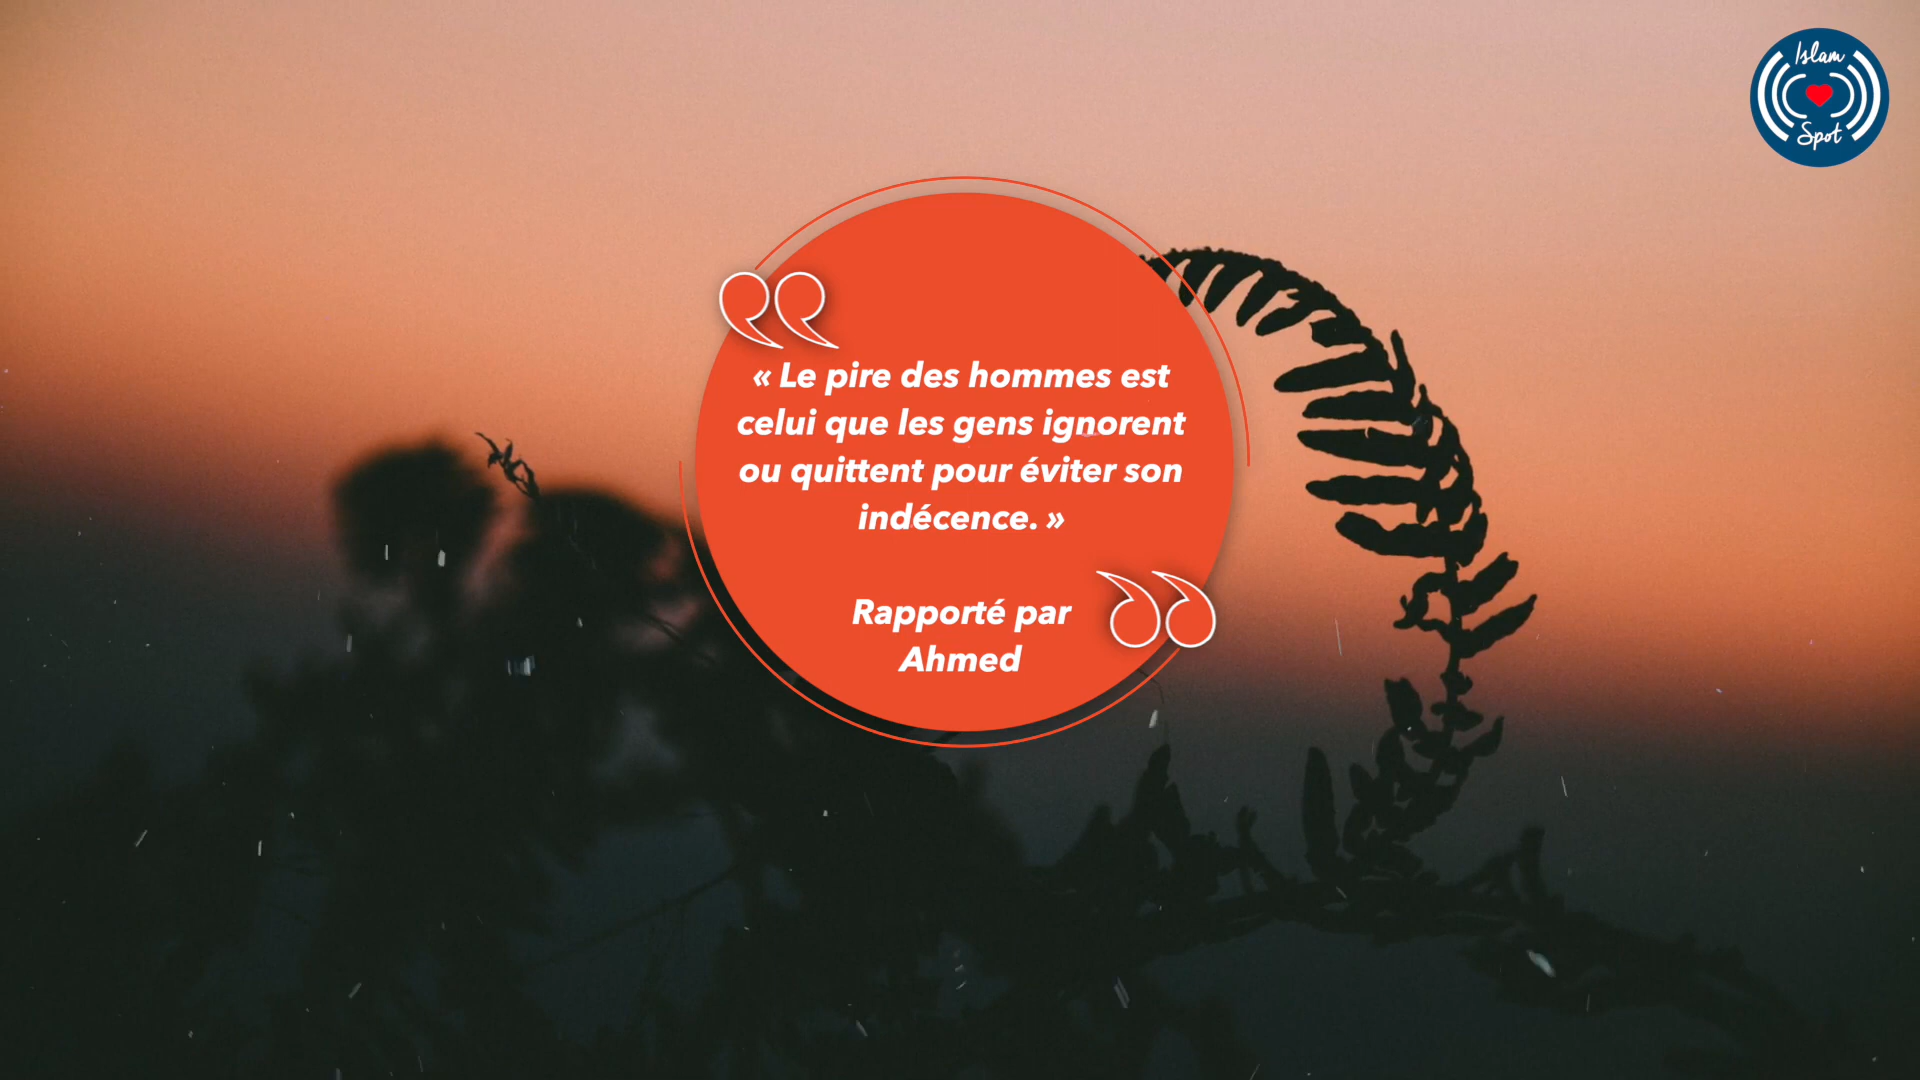 Islam
Spot
« Le pire des hommes est
celui que les gens ignorent
ou quittent pour éviter son
indécence. »
Rapporté par
Ahmed